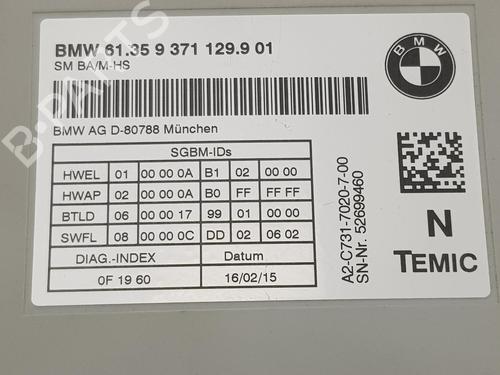 BMW 61.35 9 371 129.9 01
SM BA/M-HS
BMW
BMW AG D-80788 München
SGBM-IDs
HWEL 01 00 00 0A B1 02 00 00
HWAP 02 00 00 0A B0 FF FF FF
BTLD 06 00 00 17 99 01 00 00
SWFL 08 00 00 0C DD 02 06 02
DIAG.-INDEX Datum
0F 19 60 16/02/15
A2-C731-7020-7-00
SN-Nr. 52699460
N
TEMIC
B-PARTS